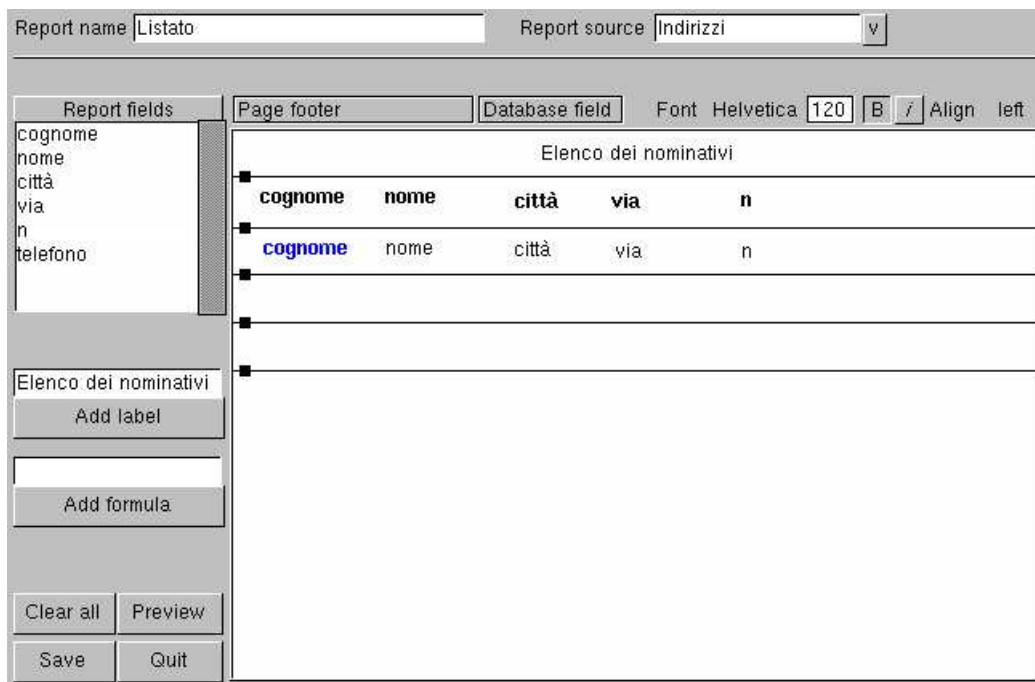 Report name Listato Report source Indirizzi v
Report fields Page footer Database field Font Helvetica 120 B i Align left
cognome
nome
città
via
n
telefono
Elenco dei nominativi
cognome nome città via n
cognome nome città via n
Elenco dei nominativi
Add label
Add formula
Clear all Preview
Save Quit